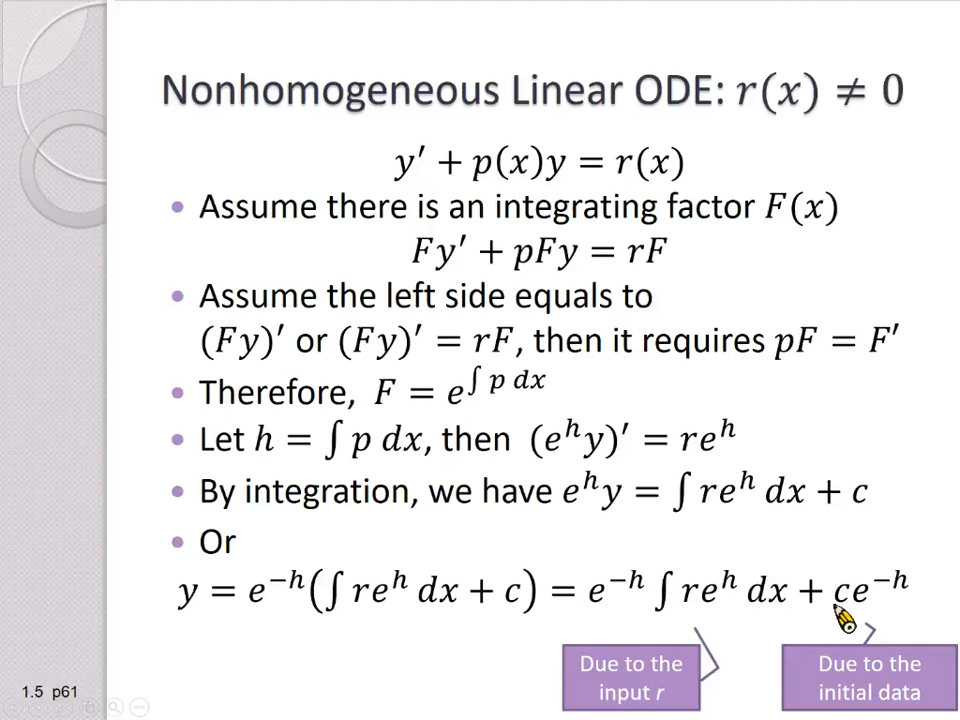 Nonhomogeneous Linear ODE: r(x) ≠ 0
y′ + p(x)y = r(x)
• Assume there is an integrating factor F(x)
Fy′ + pFy = rF
• Assume the left side equals to
(Fy)′ or (Fy)′ = rF, then it requires pF = F′
• Therefore, F = e^{∫ p dx}
• Let h = ∫ p dx, then (e^h y)′ = re^h
• By integration, we have e^h y = ∫ re^h dx + c
• Or
y = e^{−h}(∫ re^h dx + c) = e^{−h} ∫ re^h dx + ce^{−h}
Due to the
input r
Due to the
initial data
1.5 p61